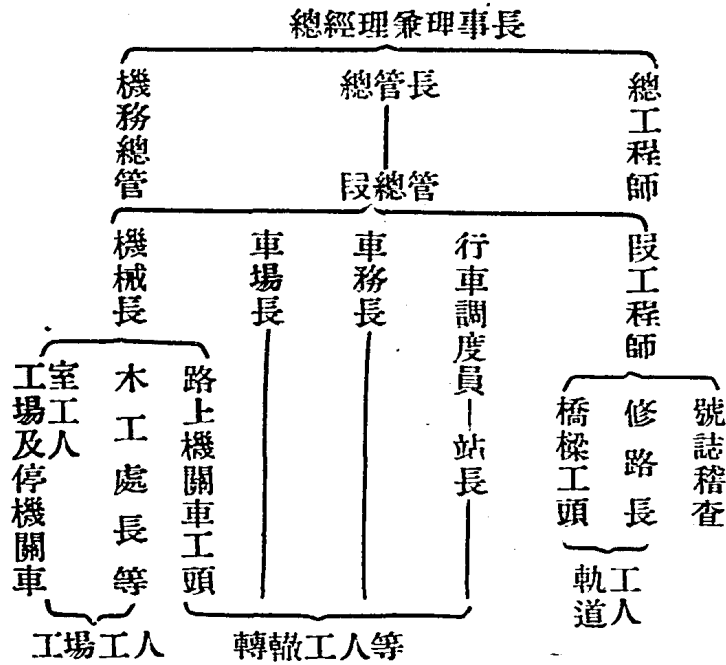 總經理兼理事長
總工程師
總管長
機務總管
段總管
段工程師
行車調度員—站長
車務長
車場長
機械長
號誌稽查
修路長
橋樑工頭
路上機關車工頭
木工處長等
工場及停機關車
室工人
軌道
工人
轉轍工人等
工場工人